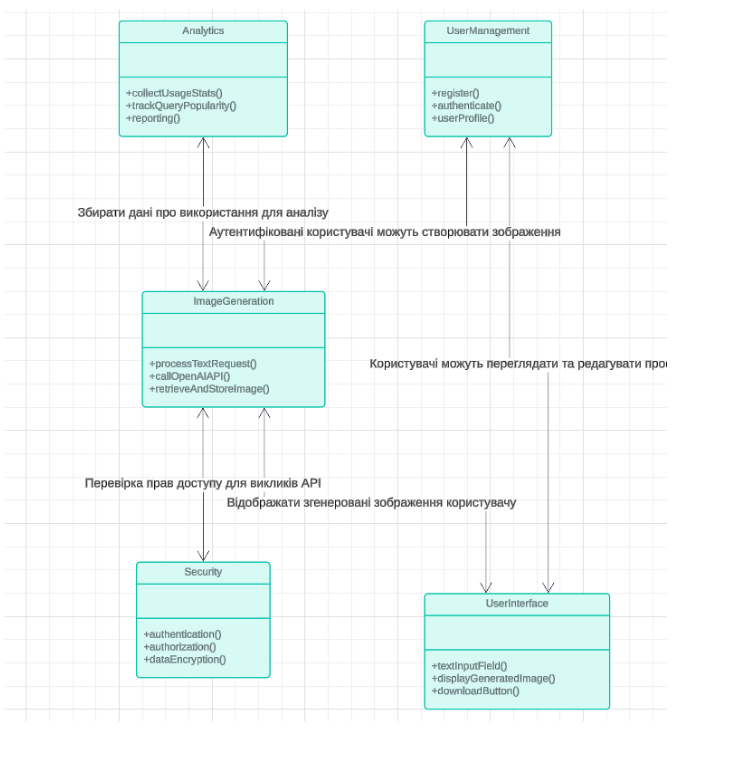 Analytics
+collectUsageStats()
+trackQueryPopularity()
+reporting()
UserManagement
+register()
+authenticate()
+userProfile()
Збирати дані про використання для аналізу
Аутентифіковані користувачі можуть створювати зображення
ImageGeneration
+processTextRequest()
+callOpenAIAPI()
+retrieveAndStoreImage()
Користувачі можуть переглядати та редагувати
Перевірка прав доступу для викликів API
Відображати згенеровані зображення користувачу
Security
+authentication()
+authorization()
+dataEncryption()
UserInterface
+textInputField()
+displayGeneratedImage()
+downloadButton()